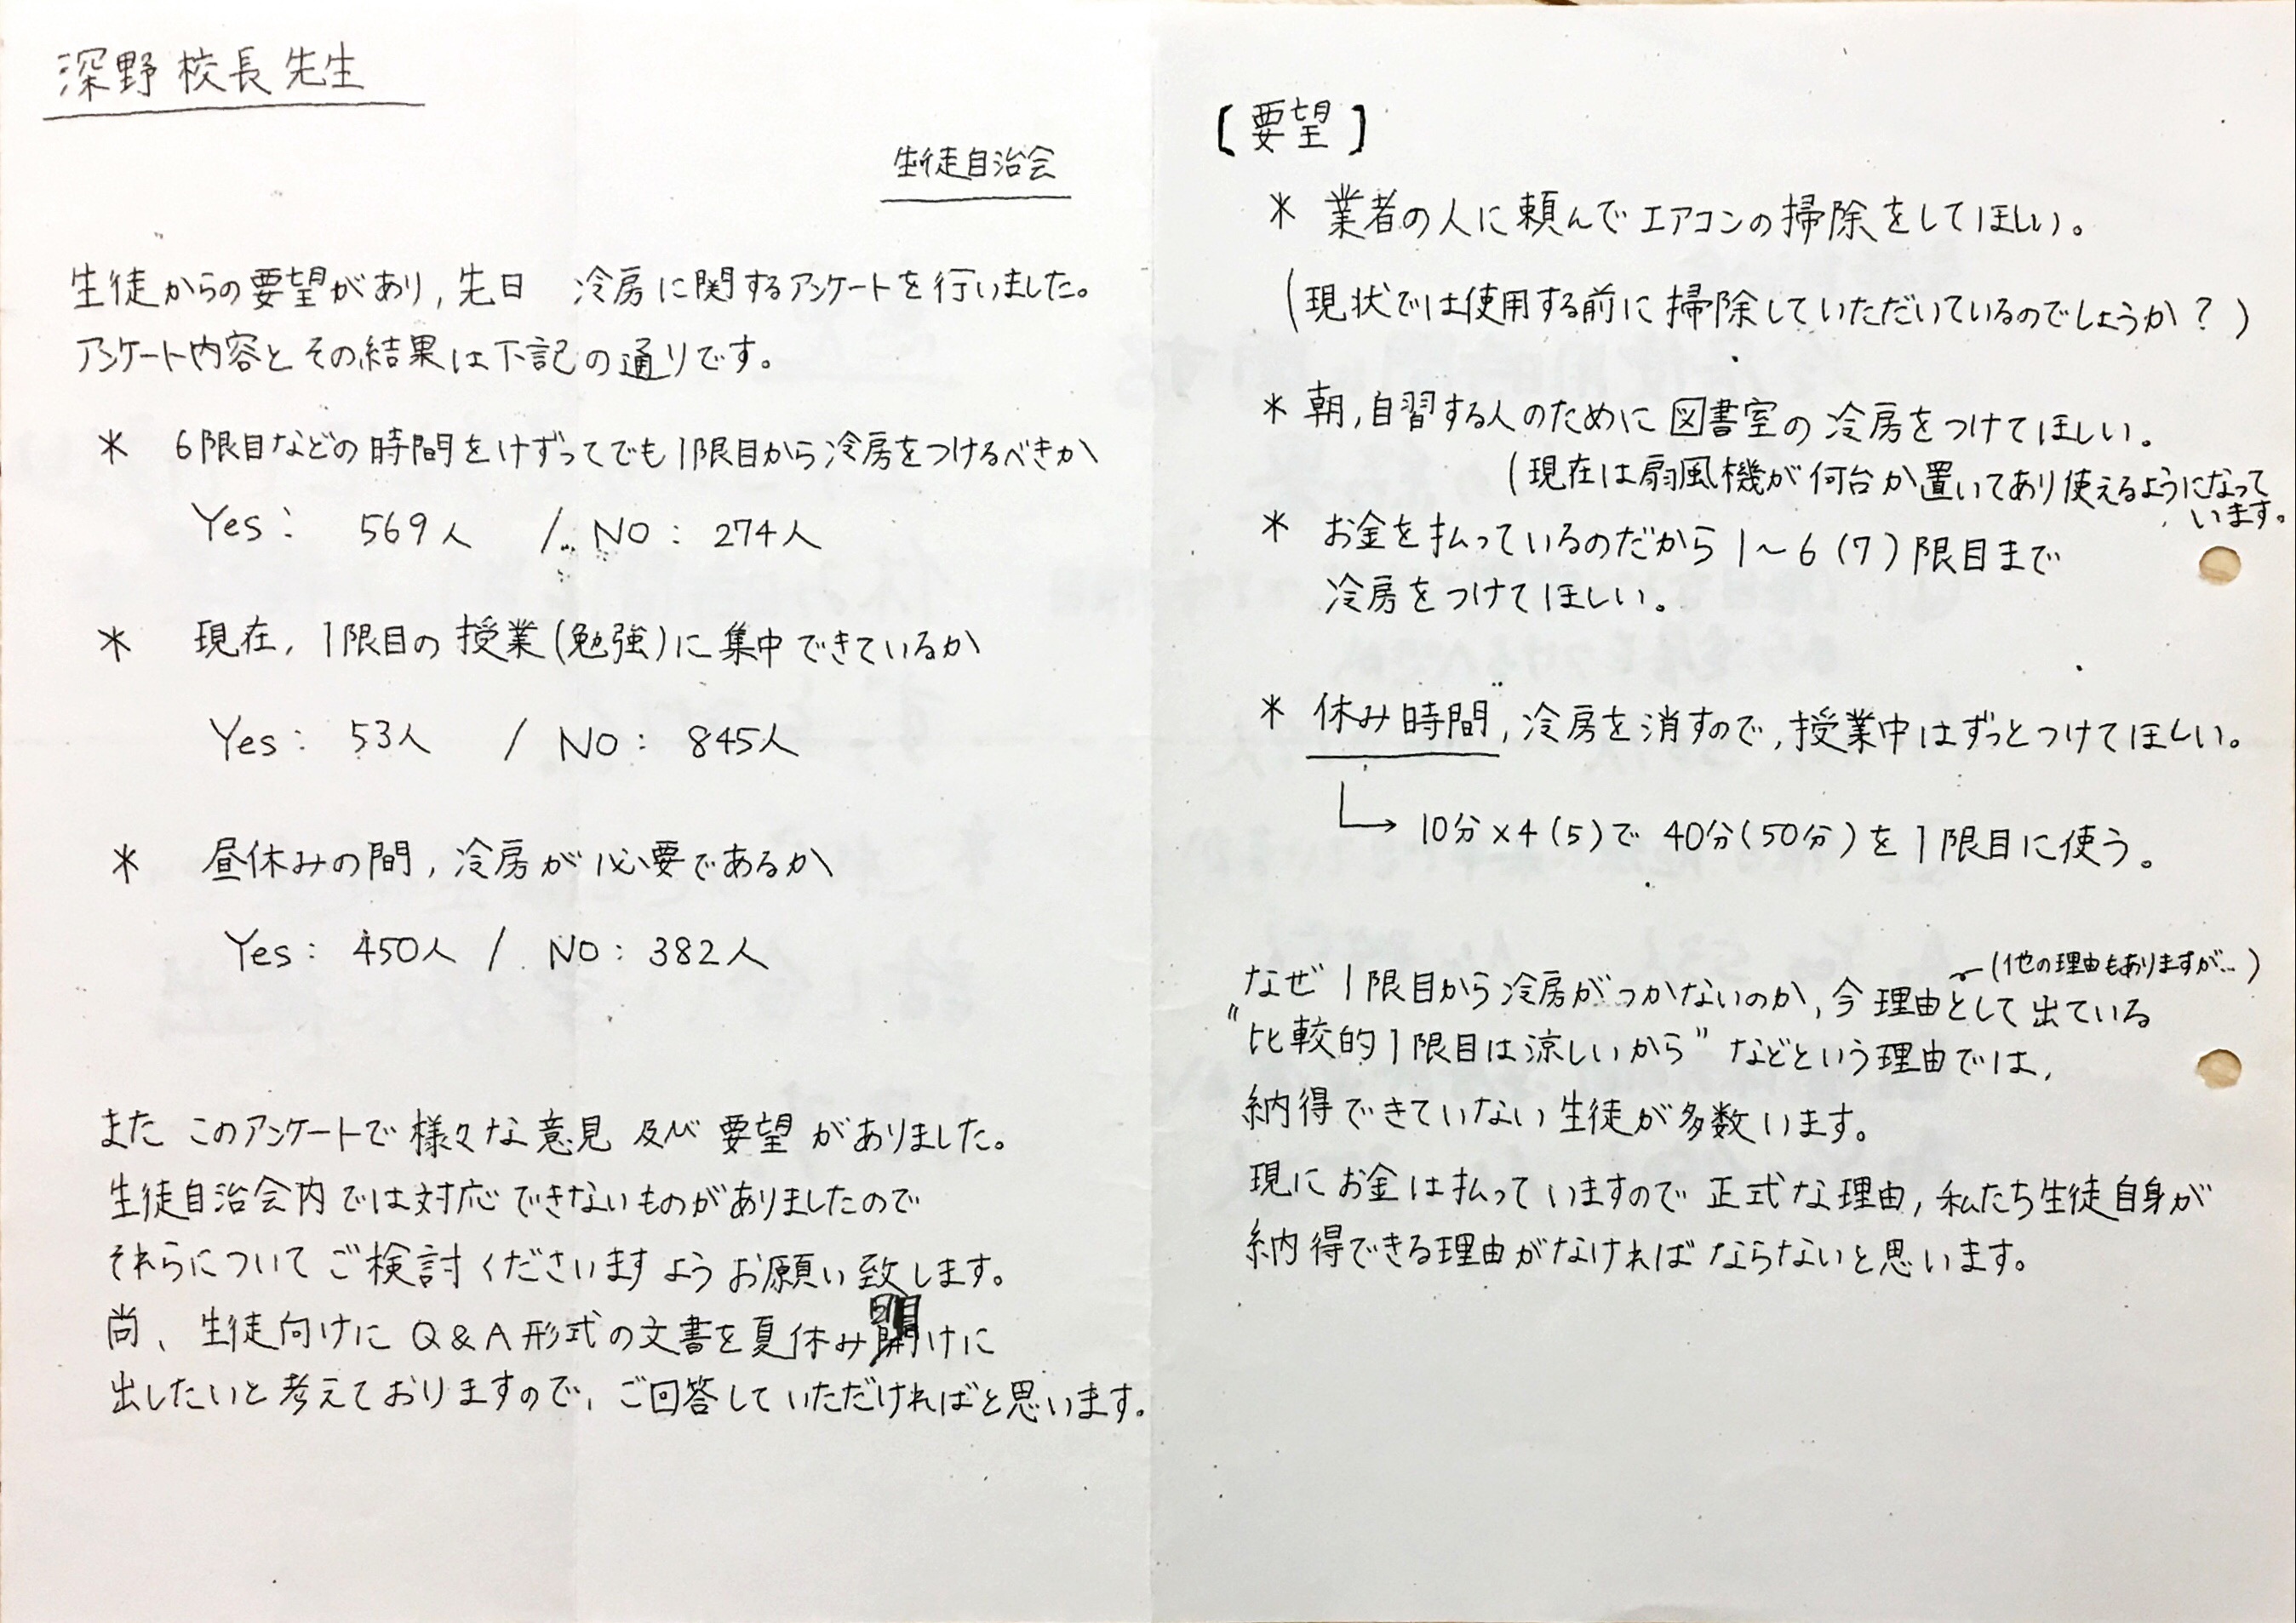 深野校長先生
生徒自治会
生徒からの要望があり,先日 冷房に関するアンケートを行いました。
アンケート内容とその結果は下記の通りです。
* 6限目などの時間をけずってでも1限目から冷房をつけるべきか
Yes: 569人 / NO: 274人
* 現在,1限目の授業(勉強)に集中できているか
Yes: 53人 / NO: 845人
* 昼休みの間,冷房が必要であるか
Yes: 450人 / NO: 382人
また このアンケートで様々な意見 及び 要望がありました。
生徒自治会内では対応できないものがありましたので
それらについてご検討くださいますようお願い致します。
尚、生徒向けにQ&A形式の文書を夏休み明けに
出したいと考えておりますので,ご回答していただければと思います。
[要望]
* 業者の人に頼んでエアコンの掃除をしてほしい。
(現状では使用する前に掃除していただいているのでしょうか?)
* 朝,自習する人のために図書室の冷房をつけてほしい。
(現在は扇風機が何台か置いてあり使えるようになって
います。
* お金を払っているのだから1~6(7)限目まで
冷房をつけてほしい。
* 休み時間,冷房を消すので,授業中はずっとつけてほしい。
→ 10分×4(5)で40分(50分)を1限目に使う。
(他の理由もありますが…)
なぜ1限目から冷房がつかないのか,今理由として出ている
"比較的1限目は涼しいから"などという理由では,
納得できていない生徒が多数います。
現にお金は払っていますので正式な理由,私たち生徒自身が
納得できる理由がなければならないと思います。